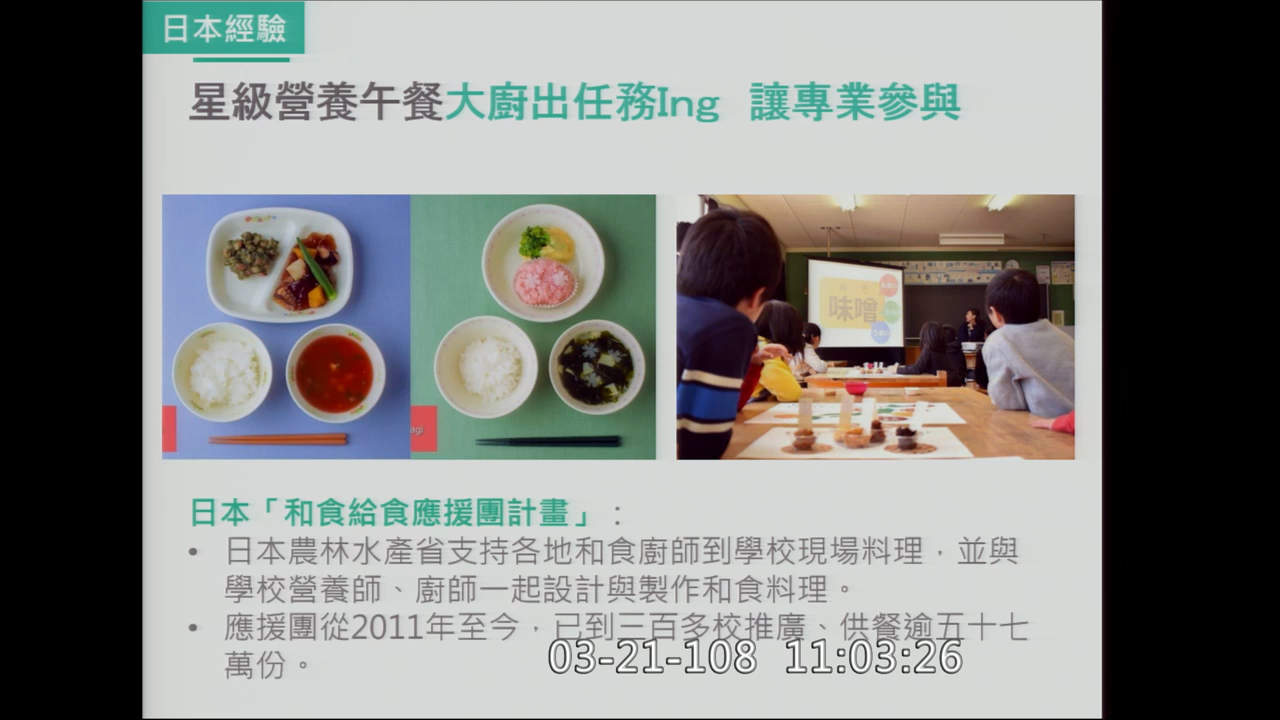 日本經驗
星級營養午餐大廚出任務Ing 讓專業參與
味噌
agi
日本「和食給食應援團計畫」：
• 日本農林水產省支持各地和食廚師到學校現場料理，並與
學校營養師、廚師一起設計與製作和食料理。
• 應援團從2011年至今，已到三百多校推廣、供餐逾五十七
萬份。
03-21-108 11:03:26